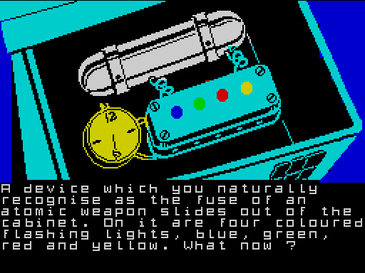 A device which you naturally
recognise as the fuse of an
atomic weapon slides out of the
cabinet. On it are four coloured
flashing lights, blue, green,
red and yellow. What now ?